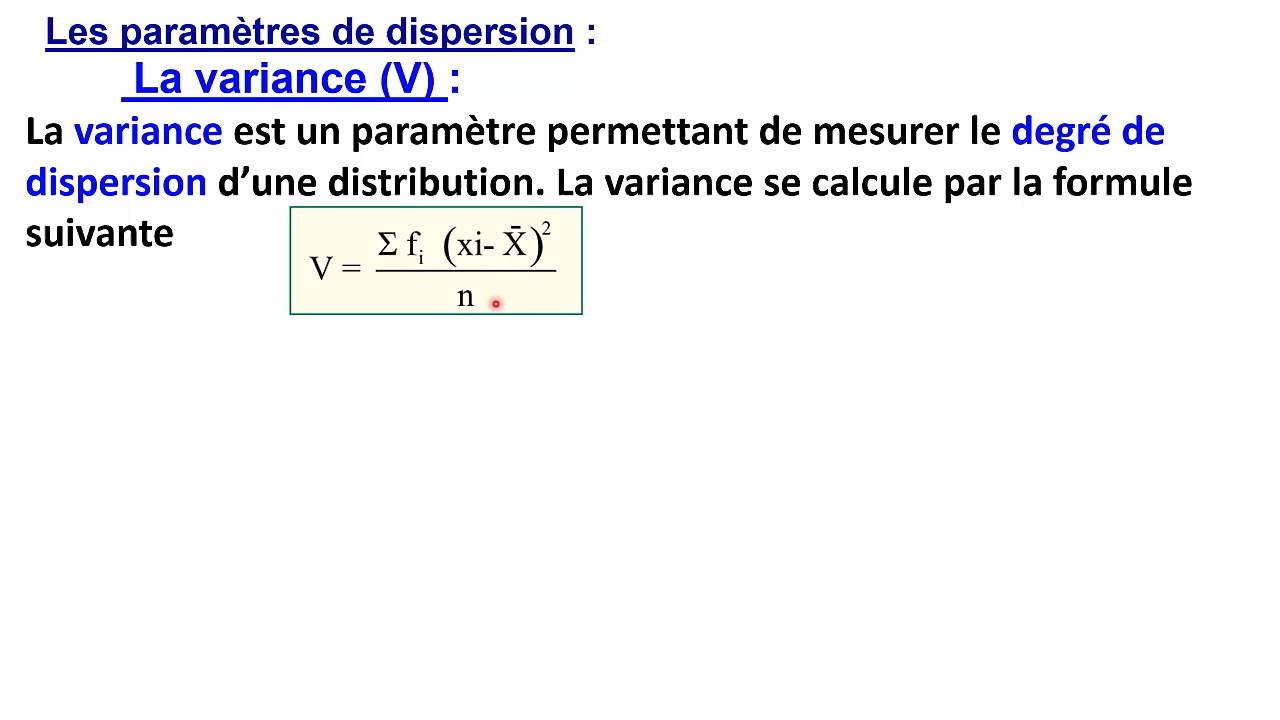 Les paramètres de dispersion :
La variance (V) :
La variance est un paramètre permettant de mesurer le degré de
dispersion d’une distribution. La variance se calcule par la formule
suivante
V = Σ fi (xi- X̄)² / n